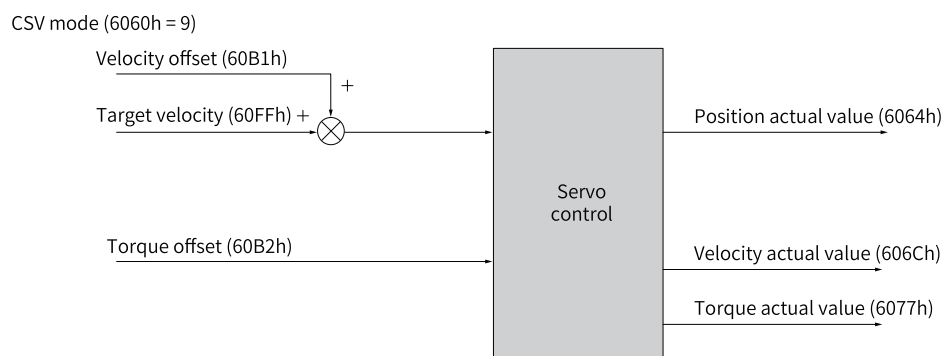 CSV mode (6060h = 9)
Velocity offset (60B1h)
+
Target velocity (60FFh) +
Position actual value (6064h)
Servo
control
Torque offset (60B2h)
Velocity actual value (606Ch)
Torque actual value (6077h)